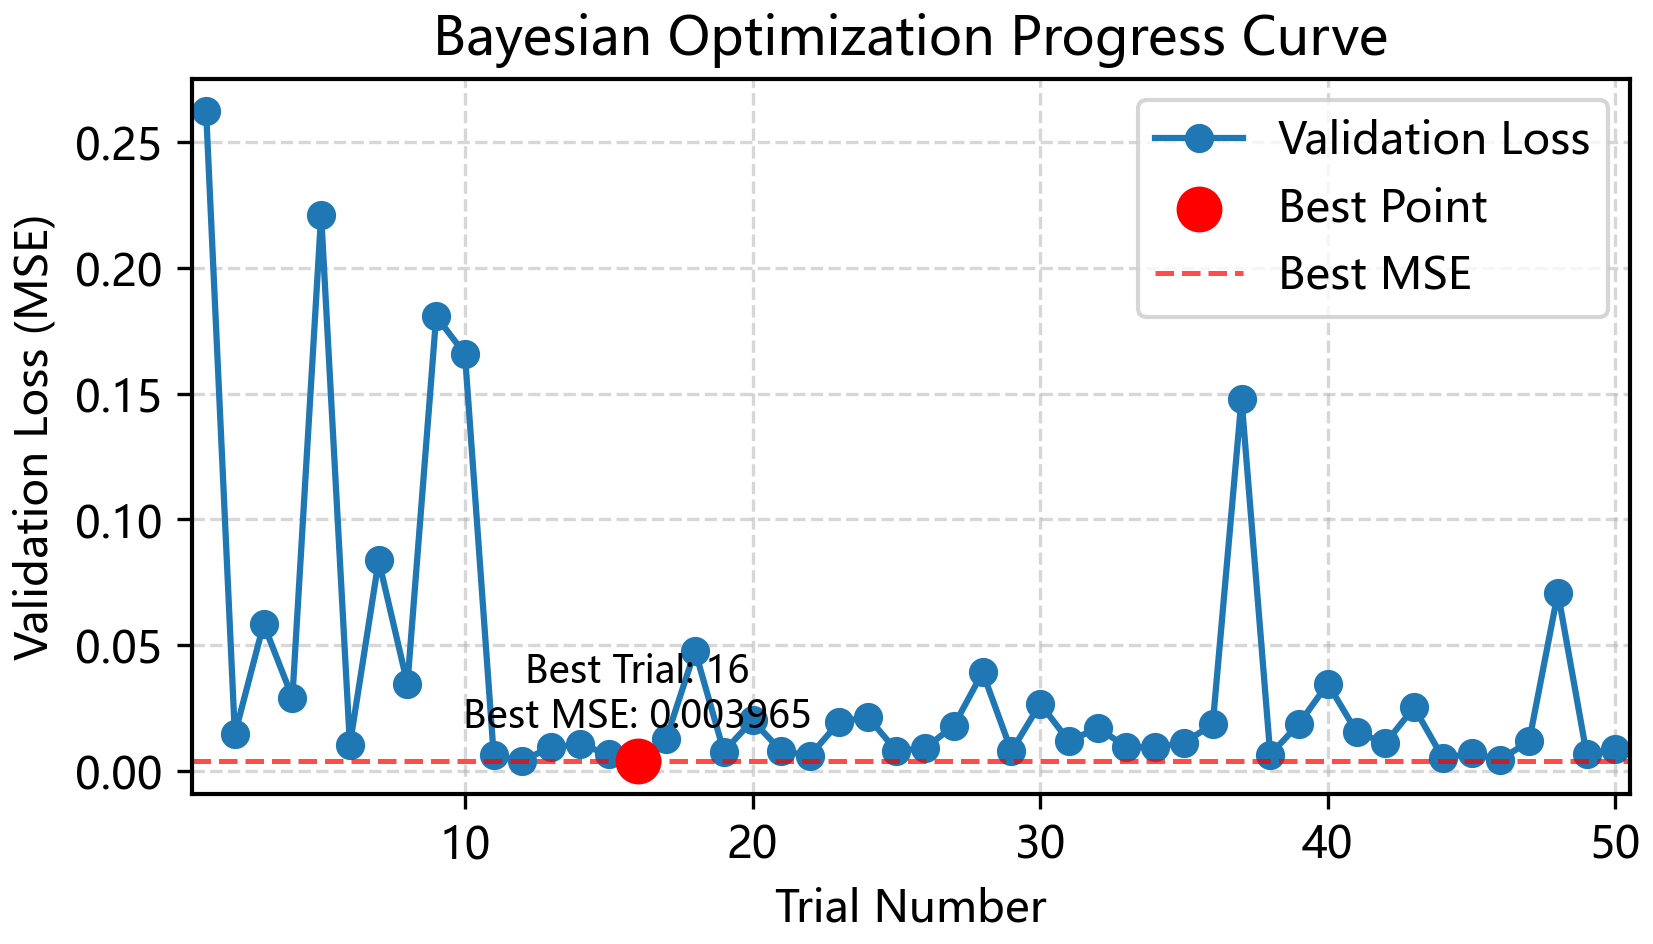 Bayesian Optimization Progress Curve
Validation Loss (MSE)
0.25
0.20
0.15
0.10
0.05
0.00
Validation Loss
Best Point
Best MSE
Best Trial: 16
Best MSE: 0.003965
10
20
30
40
50
Trial Number